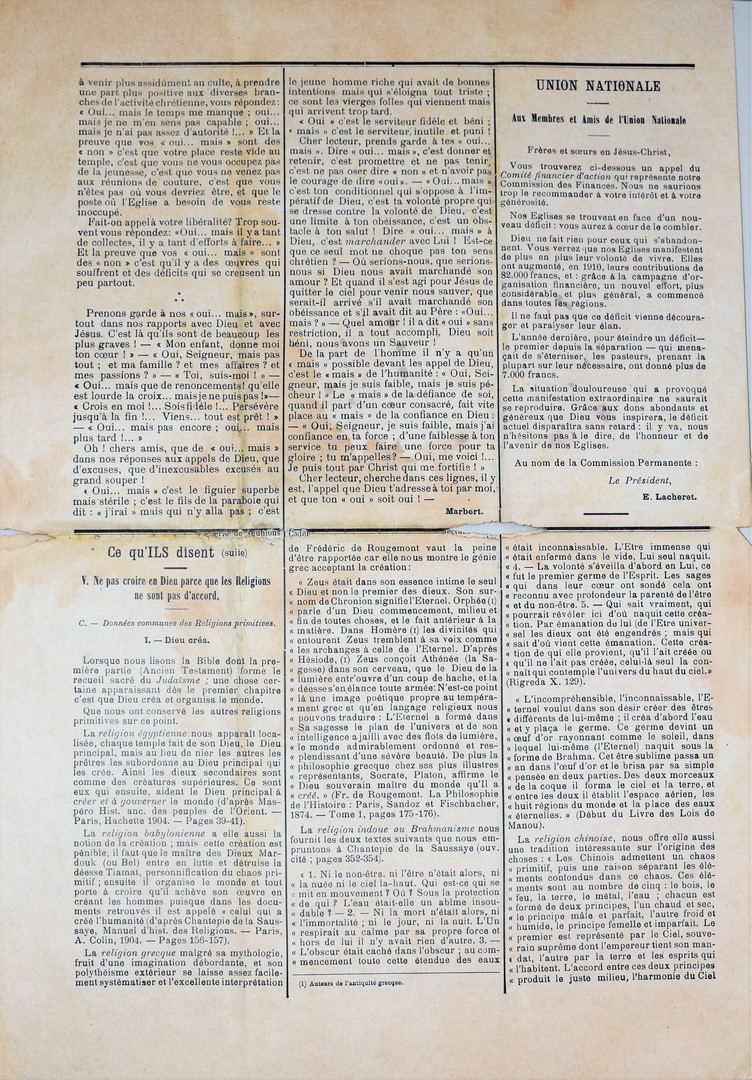 à venir plus assidûment au culte, à prendre
une part plus positive aux diverses bran-
ches de l'activité chrétienne, vous répondez:
« Oui... mais le temps me manque ; oui...
mais je ne m'en sens pas capable ; oui...
mais je n'ai pas assez d'autorité !... » Et la
preuve que vos « oui... mais » sont des
« non » c'est que votre place reste vide au
temple, c'est que vous ne vous occupez pas
de la jeunesse, c'est que vous ne venez pas
aux réunions de couture, c'est que vous
n'êtes pas où vous devriez être, et que le
poste où l'Eglise a besoin de vous reste
inoccupé.
Fait-on appel à votre libéralité? Trop sou-
vent vous répondez: «Oui... mais il y a tant
de collectes, il y a tant d'efforts à faire... »
Et la preuve que vos « oui... mais » sont
des « non » c'est qu'il y a des œuvres qui
souffrent et des déficits qui se creusent un
peu partout.
Prenons garde à nos « oui... mais », sur-
tout dans nos rapports avec Dieu et avec
Jésus. C'est là qu'ils sont de beaucoup les
plus graves ! — « Mon enfant, donne moi
ton cœur ! » — « Oui, Seigneur, mais pas
tout ; et ma famille ? et mes affaires ? et
mes passions ? » — « Toi, suis-moi ! » —
« Oui... mais que de renoncements! qu'elle
est lourde la croix... mais je ne puis pas !»—
« Crois en moi !... Sois fidèle !... Persévère
jusqu'à la fin !... Viens... tout est prêt ! »
— « Oui... mais pas encore ; oui... mais
plus tard !... »
Oh ! chers amis, que de « oui... mais »
dans nos réponses aux appels de Dieu, que
d'excuses, que d'inexcusables excusés au
grand souper !
« Oui... mais » c'est le figuier superbe
mais stérile ; c'est le fils de la parabole qui
dit : « j'irai » mais qui n'y alla pas ; c'est
le jeune homme riche qui avait de bonnes
intentions mais qui s'éloigna tout triste ;
ce sont les vierges folles qui viennent mais
qui arrivent trop tard.
« Oui » c'est le serviteur fidèle et béni ;
« mais » c'est le serviteur inutile et puni !
Cher lecteur, prends garde à tes « oui...
mais ». Dire « oui... mais », c'est donner et
retenir, c'est promettre et ne pas tenir,
c'est ne pas oser dire « non » et n'avoir pas
le courage de dire «oui». — «Oui... mais»
c'est ton conditionnel qui s'oppose à l'im-
pératif de Dieu, c'est ta volonté propre qui
se dresse contre la volonté de Dieu, c'est
une limite à ton obéissance, c'est un obs-
tacle à ton salut ! Dire « oui... mais » à
Dieu, c'est marchander avec Lui ! Est-ce
que ce seul mot ne choque pas ton sens
chrétien ? — Où serions-nous, que serions-
nous si Dieu nous avait marchandé son
amour ? Et quand il s'est agi pour Jésus de
quitter le ciel pour venir nous sauver, que
serait-il arrivé s'il avait marchandé son
obéissance et s'il avait dit au Père : «Oui...
mais ? » — Quel amour ! il a dit « oui » sans
restriction, il a tout accompli. Dieu soit
béni, nous avons un Sauveur !
De la part de l'homme il n'y a qu'un
« mais » possible devant les appel de Dieu,
c'est le « mais » de l'humanité : « Oui, Sei-
gneur, mais je suis faible, mais je suis pé-
cheur ! » Le « mais » de la défiance de soi,
quand il part d'un cœur consacré, fait vite
place au « mais » de la confiance en Dieu :
— « Oui, Seigneur, je suis faible, mais j'ai
confiance en ta force ; d'une faiblesse à ton
service tu peux faire une force pour ta
gloire ; tu m'appelles? — Oui, me voici !...
Je puis tout par Christ qui me fortifie ! »
Cher lecteur, cherche dans ces lignes, il y
est, l'appel que Dieu t'adresse à toi par moi,
et que ton « oui » soit oui ! —
Marbert.
UNION NATIONALE
Aux Membres et Amis de l'Union Nationale
Frères et sœurs en Jésus-Christ,
Vous trouverez ci-dessous un appel du
Comité financier d'action qui représente notre
Commission des Finances. Nous ne saurions
trop le recommander à votre intérêt et à votre
générosité.
Nos Eglises se trouvent en face d'un nou-
veau déficit : vous aurez à cœur de le combler.
Dieu ne fait rien pour ceux qui s'abandon-
nent. Vous verrez que nos Eglises manifestent
de plus en plus leur volonté de vivre. Elles
ont augmenté, en 1910, leurs contributions de
82.000 francs, et : grâce à la campagne d'or-
ganisation financière, un nouvel effort, plus
considérable et plus général, a commencé
dans toutes les régions.
Il ne faut pas que ce déficit vienne découra-
ger et paralyser leur élan.
L'année dernière, pour éteindre un déficit—
le premier depuis la séparation — qui mena-
çait de s'éterniser, les pasteurs, prenant la
plupart sur leur nécessaire, ont donné plus de
7.000 francs.
La situation douloureuse qui a provoqué
cette manifestation extraordinaire ne saurait
se reproduire. Grâce aux dons abondants et
généreux que Dieu vous inspirera, le déficit
actuel disparaîtra sans retard : il y va, nous
n'hésitons pas à le dire, de l'honneur et de
l'avenir de nos Eglises.
Au nom de la Commission Permanente :
Le Président,
E. Lacheret.
Ce qu'ILS disent (suite)
V. Ne pas croire en Dieu parce que les Religions
ne sont pas d'accord.
C. — Données communes des Religions primitives.
I. — Dieu créa.
Lorsque nous lisons la Bible dont la pre-
mière partie (Ancien Testament) forme le
recueil sacré du Judaïsme ; une chose cer-
taine apparaissant dès le premier chapitre
c'est que Dieu créa et organisa le monde.
Que nous ont conservé les autres religions
primitives sur ce point.
La religion égyptienne nous apparaît loca-
lisée, chaque temple fait de son Dieu, le Dieu
principal, mais au lieu de nier les autres les
prêtres les subordonne au Dieu principal qui
les crée. Ainsi les dieux secondaires sont
comme des créatures supérieures. Ce sont
eux qui ensuite, aident le Dieu principal à
créer et à gouverner le monde (d'après Mas-
péro Hist. anc. des peuples de l'Orient. —
Paris, Hachette 1904. — Pages 39-41).
La religion babylonienne a elle aussi la
notion de la création ; mais cette création est
pénible, il faut que le maître des Dieux Mar-
douk (ou Bel) entre en lutte et détruise la
déesse Tiamat, personnification du chaos pri-
mitif ; ensuite il organise le monde et tout
porte à croire qu'il achève son œuvre en
créant les hommes puisque dans les docu-
ments retrouvés il est appelé « celui qui a
créé l'humanité (d'après Chantepie de la Saus-
saye, Manuel d'hist. des Religions. — Paris,
A. Colin, 1904. — Pages 156-157).
La religion grecque malgré sa mythologie,
fruit d'une imagination débordante, et son
polythéisme extérieur se laisse assez facile-
ment systématiser et l'excellente interprétation
de Frédéric de Rougemont vaut la peine
d'être rapportée car elle nous montre le génie
grec acceptant la création :
« Zeus était dans son essence intime le seul
« Dieu et non le premier des dieux. Son sur-
« nom de Chronion signifie l'Eternel. Orphée (1)
« parle d'un Dieu commencement, milieu et
« fin de toutes choses, et le fait antérieur à la
« matière. Dans Homère (1) les divinités qui
« entourent Zeus tremblent à sa voix comme
« les archanges à celle de l'Eternel. D'après
« Hésiode, (1) Zeus conçoit Athénée (la Sa-
« gesse) dans son cerveau, que le Dieu de la
« lumière entr'ouvre d'un coup de hache, et la
« déesse s'en élance toute armée. N'est-ce point
« là une image poétique propre au tempéra-
« ment grec et qu'en langage religieux nous
« pouvons traduire : L'Eternel a formé dans
« Sa sagesse le plan de l'univers et de son
« intelligence a jailli avec des flots de lumière,
« le monde admirablement ordonné et res-
« plendissant d'une sévère beauté. De plus la
« philosophie grecque chez ses plus illustres
« représentants, Socrate, Platon, affirme le
« Dieu souverain maître du monde qu'Il a
« créé. » (Fr. de Rougemont. La Philosophie
de l'Histoire : Paris, Sandoz et Fischbacher,
1874. — Tome 1, pages 175-176).
La religion indoue ou Brahmanisme nous
fournit les deux textes suivants que nous em-
pruntons à Chantepie de la Saussaye (ouv.
cité ; pages 352-354).
« 1. Ni le non-être, ni l'être n'était alors, ni
« la nuée ni le ciel là-haut. Qui est-ce qui se
« mit en mouvement ? Où ? Sous la protection
« de qui ? L'eau était-elle un abîme inson-
« dable ? — 2. — Ni la mort n'était alors, ni
« l'immortalité ; ni le jour, ni la nuit. L'Un
« respirait au calme par sa propre force et
« hors de lui il n'y avait rien d'autre. 3. —
« L'obscur était caché dans l'obscur ; au com-
« mencement toute cette étendue des eaux
(1) Auteurs de l'antiquité grecque.
« était inconnaissable. L'Etre immense qui
« était enfermé dans le vide, Lui seul naquit.
« 4. — La volonté s'éveilla d'abord en Lui, ce
« fut le premier germe de l'Esprit. Les sages
« qui dans leur cœur ont sondé cela ont
« reconnu avec profondeur la parenté de l'être
« et du non-être. 5. — Qui sait vraiment, qui
« pourrait révéler ici d'où naquit cette créa-
« tion. Par émanation de lui (de l'Etre univer-
« sel les dieux ont été engendrés ; mais qui
« sait d'où vient cette émanation. Cette créa-
« tion de qui elle provient, qu'il l'ait créée ou
« qu'il ne l'ait pas créée, celui-là seul la con-
« naît qui contemple l'univers du haut du ciel.»
(Rigreda X. 129).
« L'incompréhensible, l'inconnaissable, l'E-
« ternel voulut dans son désir créer des êtres
« différents de lui-même ; il créa d'abord l'eau
« et y plaça le germe. Ce germe devint un
« œuf d'or rayonnant comme le soleil, dans
« lequel lui-même (l'Eternel) naquit sous la
« forme de Brahma. Cet être sublime passa un
« an dans l'œuf d'or et le brisa par sa simple
« pensée en deux parties. Des deux morceaux
« de la coque il forma le ciel et la terre, et
« entre les deux il établit l'espace aérien, les
« huit régions du monde et la place des eaux
« éternelles. » (Début du Livre des Lois de
Manou).
La religion chinoise, nous offre elle aussi
une tradition intéressante sur l'origine des
choses : « Les Chinois admettent un chaos
« primitif, puis une raison séparant les élé-
« ments confondus dans ce chaos. Ces élé-
« ments sont au nombre de cinq : le bois, le
« feu, la terre, le métal, l'eau ; chacun est
« formé de deux principes, l'un chaud et sec,
« le principe mâle et parfait, l'autre froid et
« humide, le principe femelle et imparfait. Le
« premier est représenté par le Ciel, souve-
« rain suprême dont l'empereur tient son man-
« dat, l'autre par la terre et les esprits qui
« l'habitent. L'accord entre ces deux principes
« produit le juste milieu, l'harmonie du Ciel